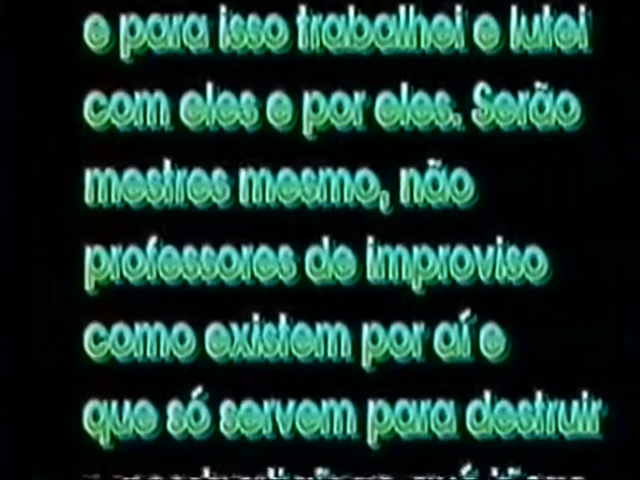 e para isso trabalhei e lutei
com eles e por eles. Serão
mestres mesmo, não
professores de improviso
como existem por aí e
que só servem para destruir